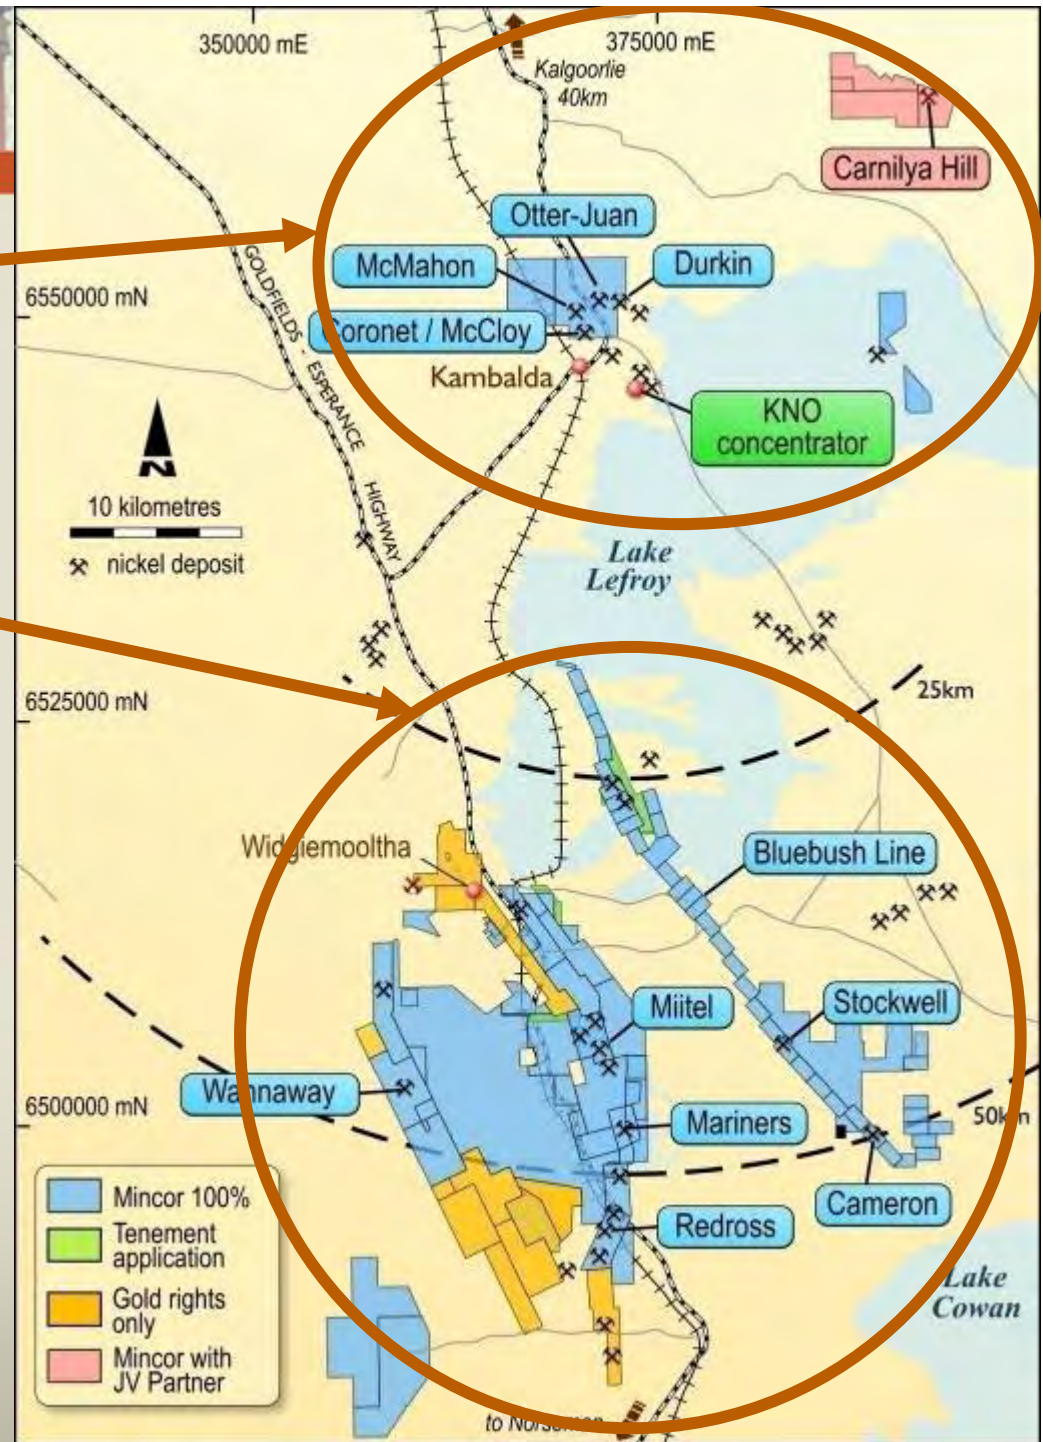 350000 mE
375000 mE
Kalgoorlie
40km
Carnilya Hill
Otter-Juan
McMahon
Durkin
6550000 mN
Coronet / McCloy
Kambalda
KNO
concentrator
GOLDFIELDS - ESPERANCE HIGHWAY
N
10 kilometres
nickel deposit
Lake
Lefroy
6525000 mN
25km
Widgiemooltha
Bluebush Line
Miitel
Stockwell
Wannaway
6500000 mN
Mariners
50km
Cameron
Redross
Mincor 100%
Tenement
application
Gold rights
only
Mincor with
JV Partner
Lake
Cowan
to Norseman